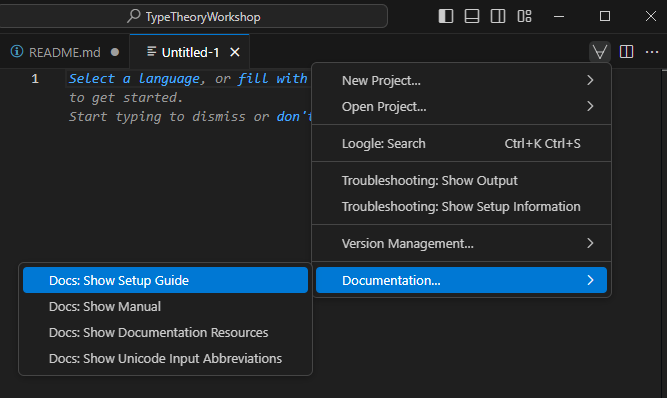 TypeTheoryWorkshop
README.md
Untitled-1
1
Select a language, or fill with
to get started.
Start typing to dismiss or don't
New Project...
Open Project...
Loogle: Search Ctrl+K Ctrl+S
Troubleshooting: Show Output
Troubleshooting: Show Setup Information
Version Management...
Documentation...
Docs: Show Setup Guide
Docs: Show Manual
Docs: Show Documentation Resources
Docs: Show Unicode Input Abbreviations